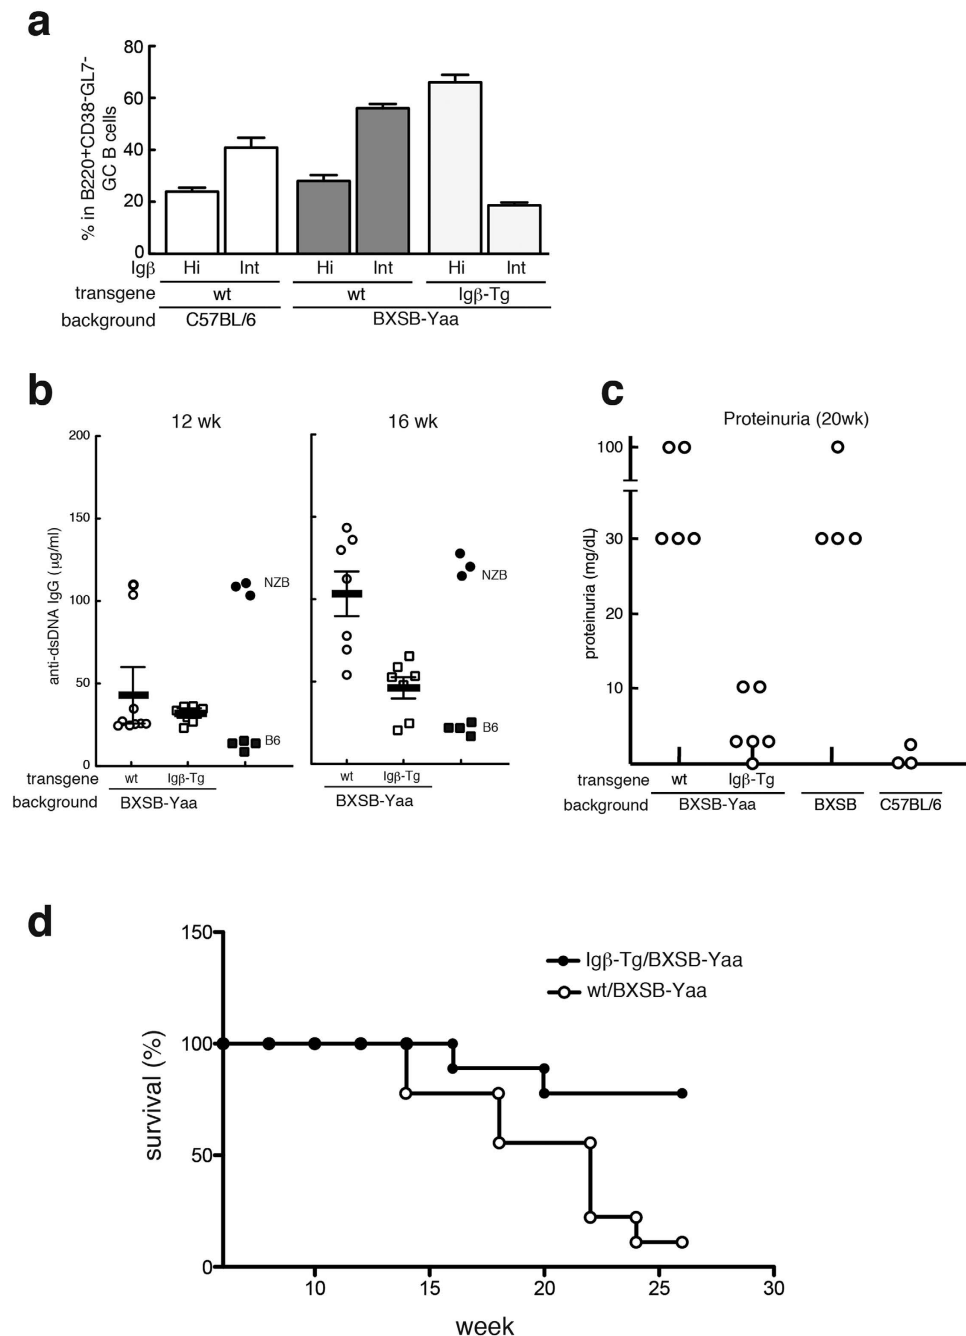 a
% in B220+CD38-GL7-
GC B cells
80
60
40
20
0
Igβ Hi Int Hi Int Hi Int
transgene wt wt Igβ-Tg
background C57BL/6 BXSB-Yaa
b
12 wk 16 wk
anti-dsDNA IgG (μg/ml)
200
150
100
50
0
NZB NZB
B6 B6
transgene wt Igβ-Tg wt Igβ-Tg
background BXSB-Yaa BXSB-Yaa
c
Proteinuria (20wk)
proteinuria (mg/dL)
100
30
20
10
transgene wt Igβ-Tg
background BXSB-Yaa BXSB C57BL/6
d
survival (%)
150
100
50
0
Igβ-Tg/BXSB-Yaa
wt/BXSB-Yaa
10 15 20 25 30
week